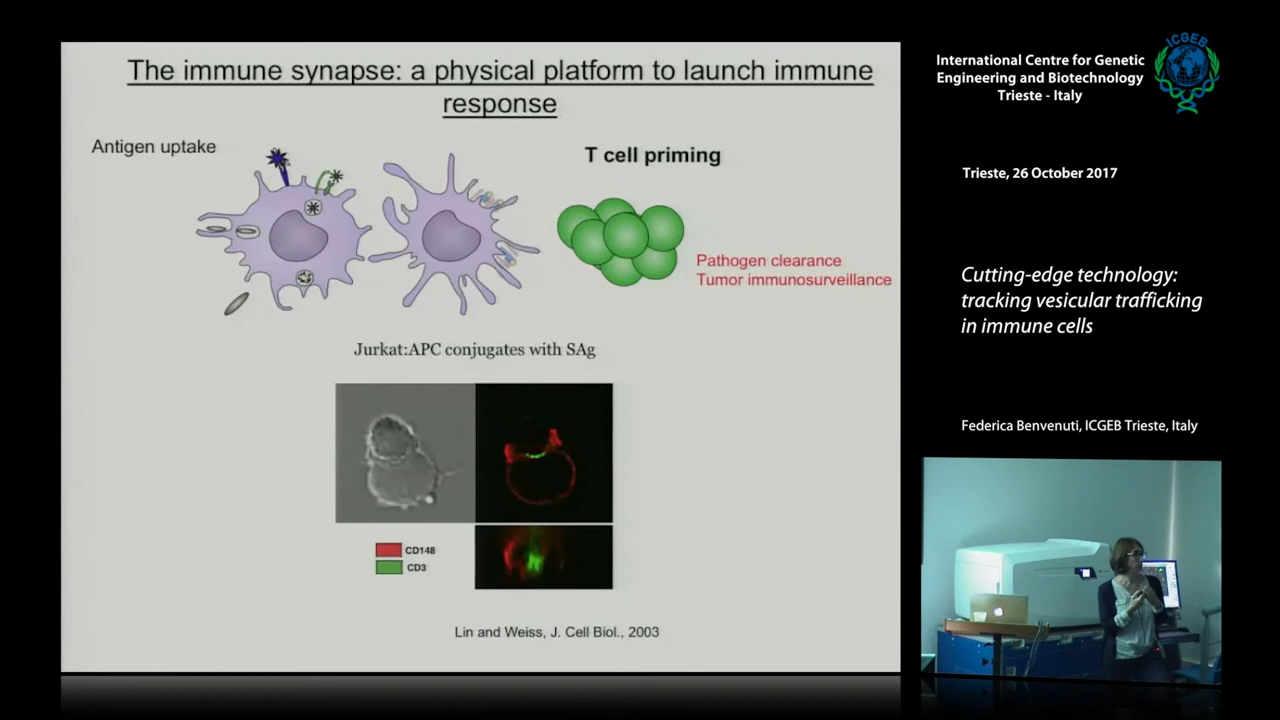 The immune synapse: a physical platform to launch immune
response
Antigen uptake
T cell priming
Pathogen clearance
Tumor immunosurveillance
Jurkat:APC conjugates with SAg
CD148
CD3
Lin and Weiss, J. Cell Biol., 2003
ICGEB
International Centre for Genetic
Engineering and Biotechnology
Trieste - Italy
Trieste, 26 October 2017
Cutting-edge technology:
tracking vesicular trafficking
in immune cells
Federica Benvenuti, ICGEB Trieste, Italy